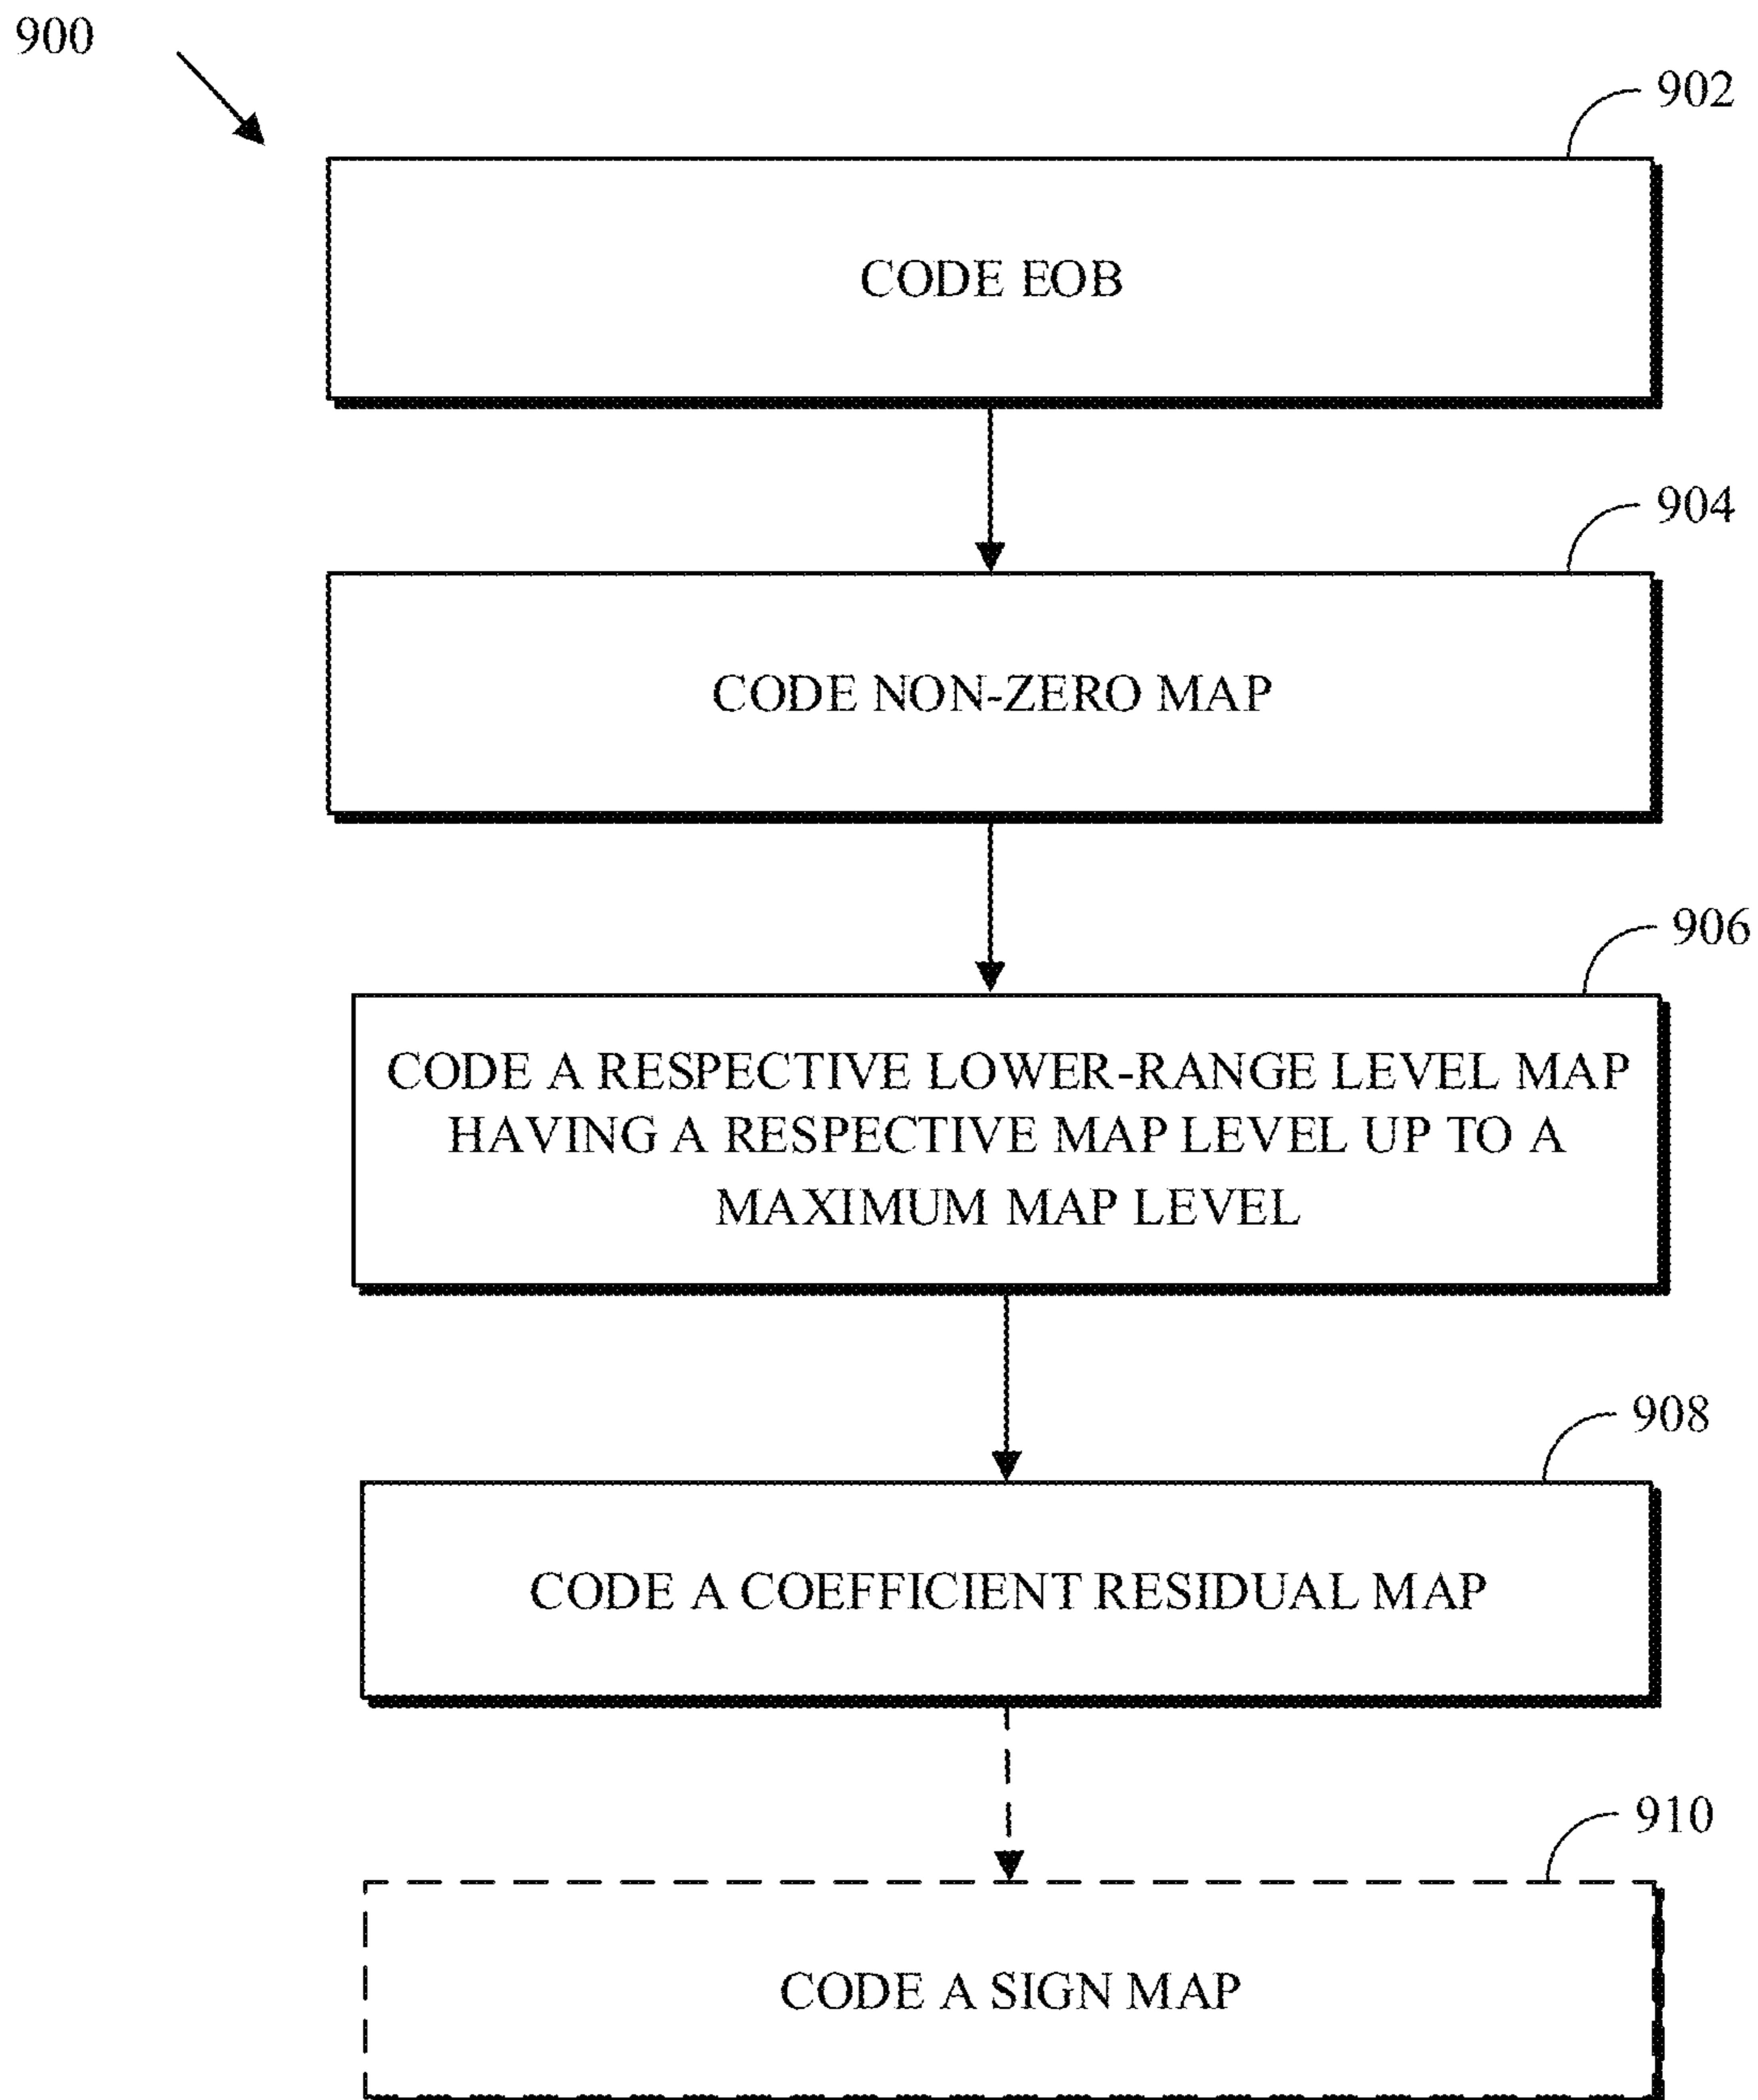 900
902
CODE EOB
904
CODE NON-ZERO MAP
906
CODE A RESPECTIVE LOWER-RANGE LEVEL MAP
HAVING A RESPECTIVE MAP LEVEL UP TO A
MAXIMUM MAP LEVEL
908
CODE A COEFFICIENT RESIDUAL MAP
910
CODE A SIGN MAP